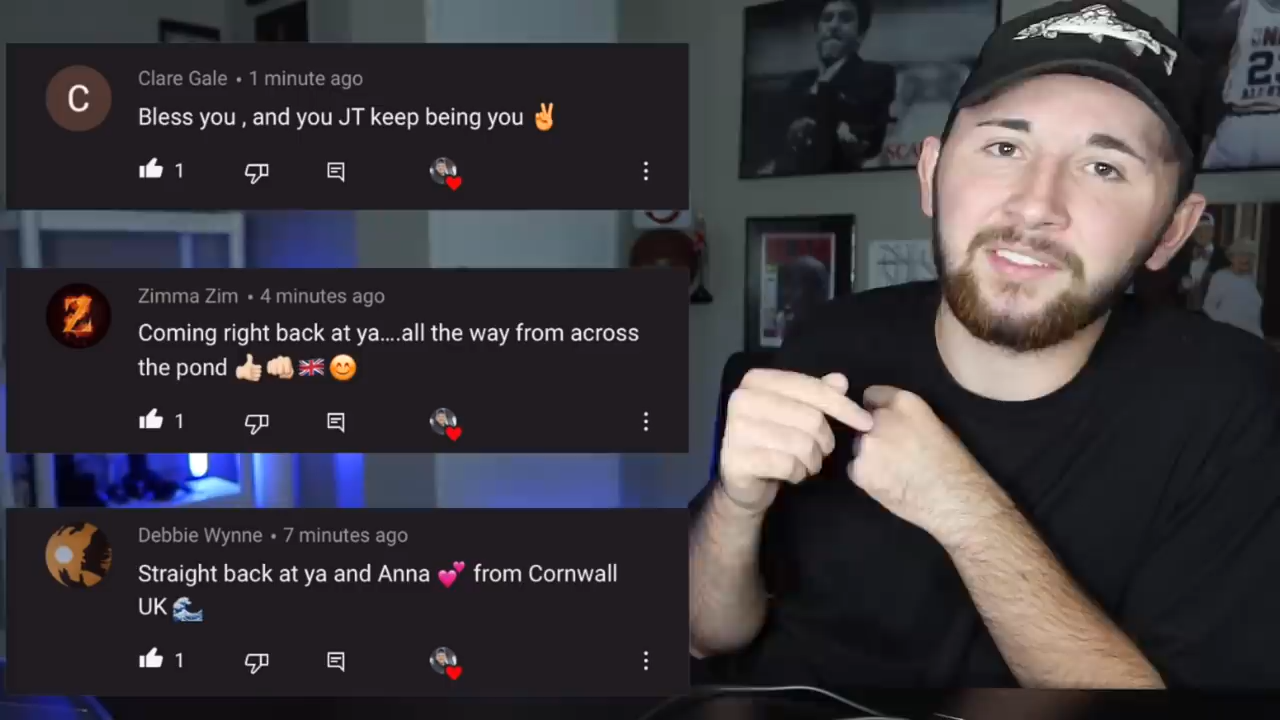 C
Clare Gale • 1 minute ago
Bless you , and you JT keep being you ✌🏼
1
Z
Zimma Zim • 4 minutes ago
Coming right back at ya....all the way from across
the pond 👍🏻👊🏻🇬🇧😊
1
Debbie Wynne • 7 minutes ago
Straight back at ya and Anna 💕 from Cornwall
UK 🌊
1
SCAR
23